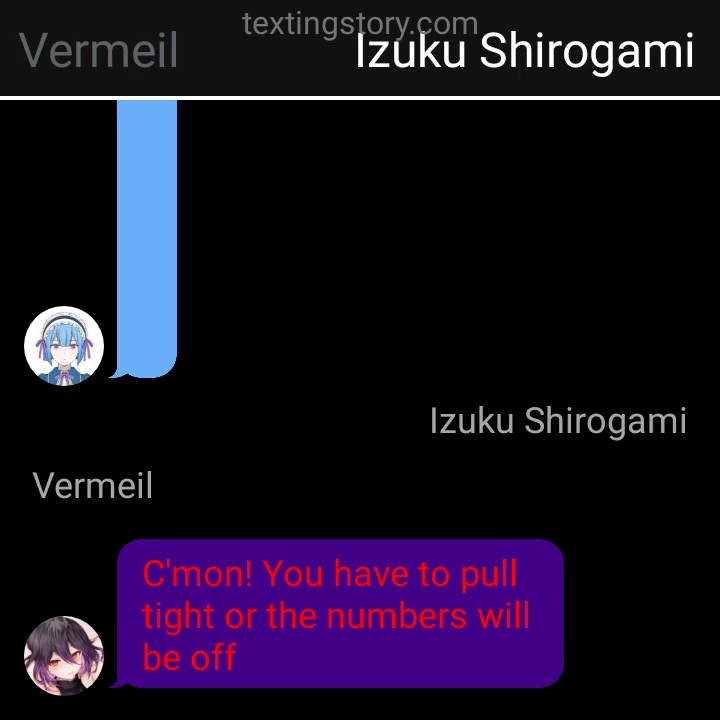 textingstory.com
Vermeil
Izuku Shirogami
Izuku Shirogami
Vermeil
C'mon! You have to pull
tight or the numbers will
be off